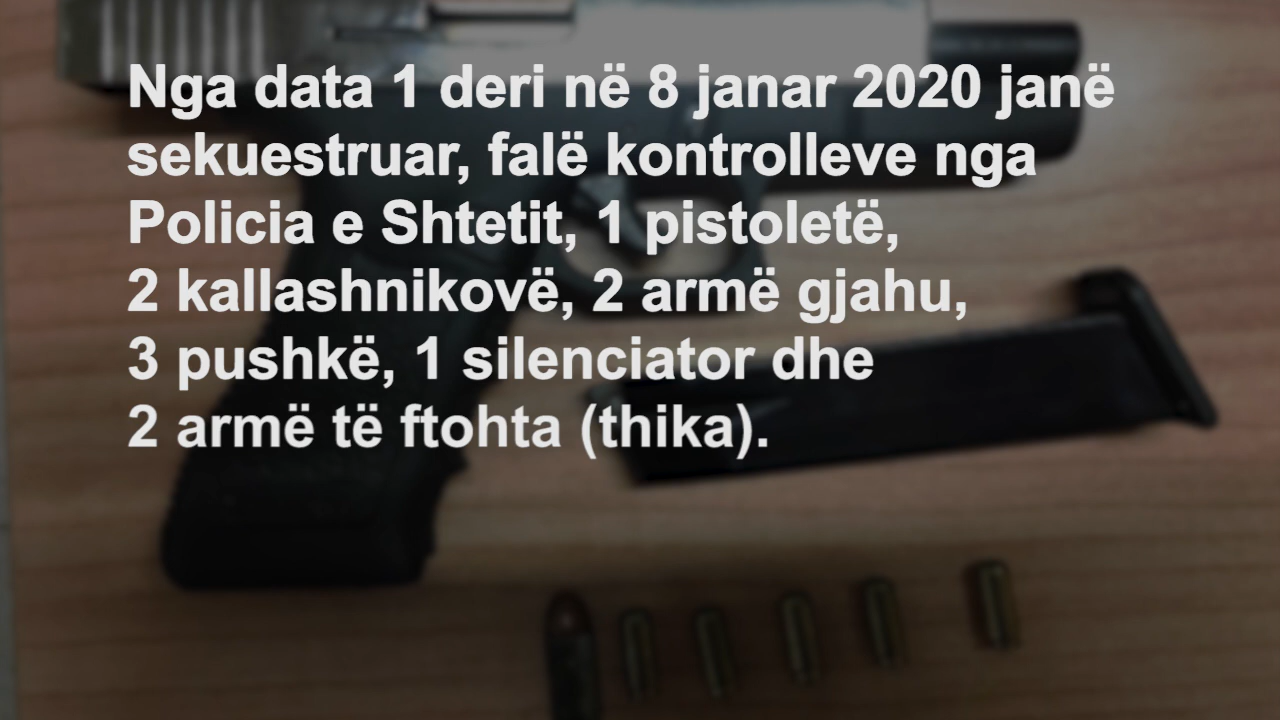 Nga data 1 deri në 8 janar 2020 janë
sekuestruar, falë kontrolleve nga
Policia e Shtetit, 1 pistoletë,
2 kallashnikovë, 2 armë gjahu,
3 pushkë, 1 silenciator dhe
2 armë të ftohta (thika).